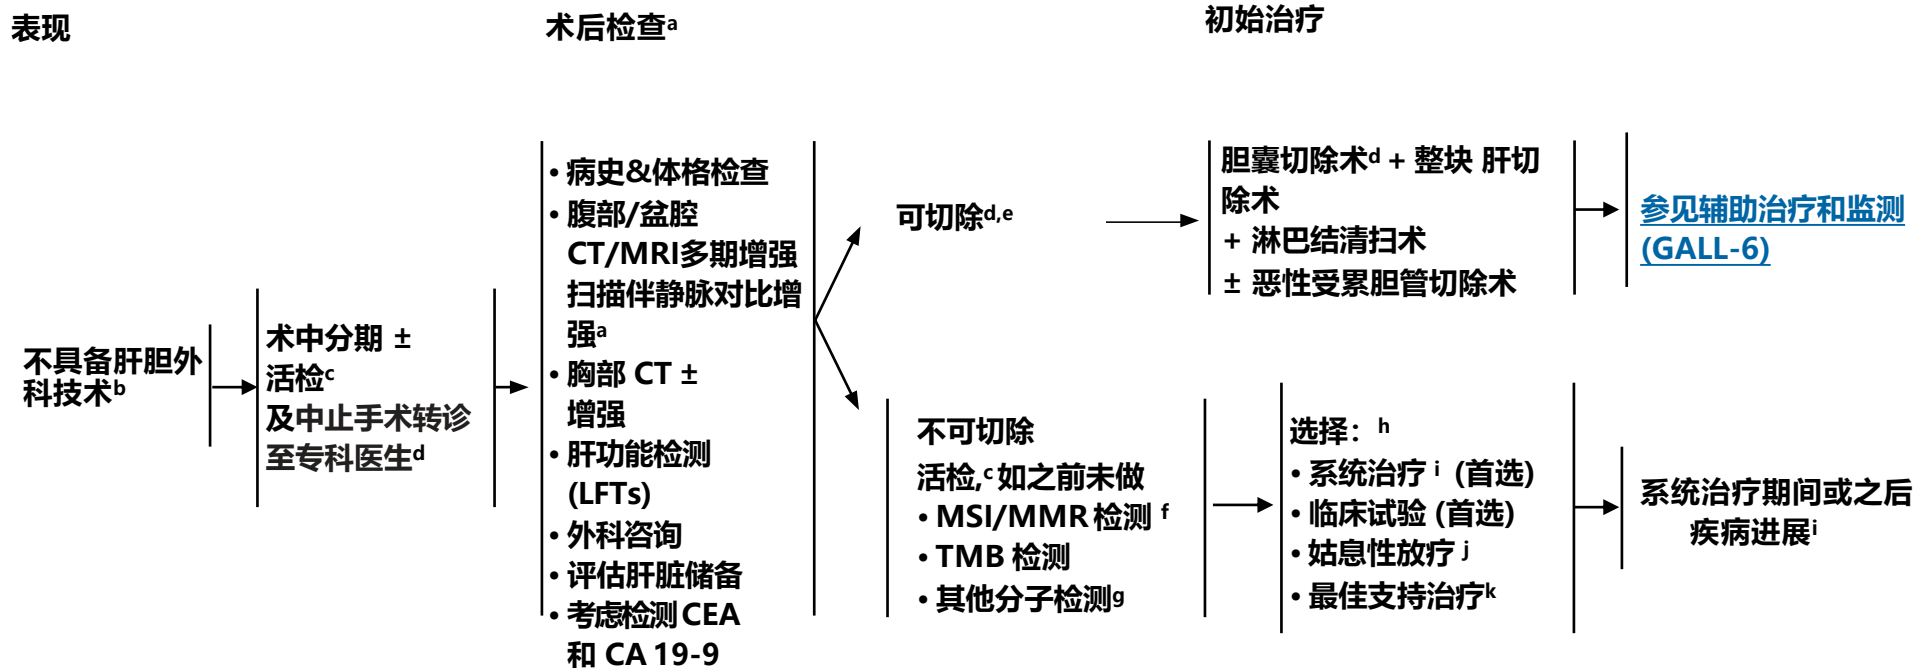 表现
术后检查a
初始治疗
不具备肝胆外
科技术b
术中分期 ±
活检c
及中止手术转诊
至专科医生d
• 病史&体格检查
• 腹部/盆腔
CT/MRI多期增强
扫描伴静脉对比增
强a
• 胸部 CT ±
增强
• 肝功能检测
(LFTs)
• 外科咨询
• 评估肝脏储备
• 考虑检测 CEA
和 CA 19-9
可切除d,e
胆囊切除术d + 整块 肝切
除术
+ 淋巴结清扫术
± 恶性受累胆管切除术
参见辅助治疗和监测
(GALL-6)
不可切除
活检,c 如之前未做
• MSI/MMR 检测 f
• TMB 检测
• 其他分子检测g
选择：h
• 系统治疗 i (首选)
• 临床试验 (首选)
• 姑息性放疗 j
• 最佳支持治疗k
系统治疗期间或之后
疾病进展i